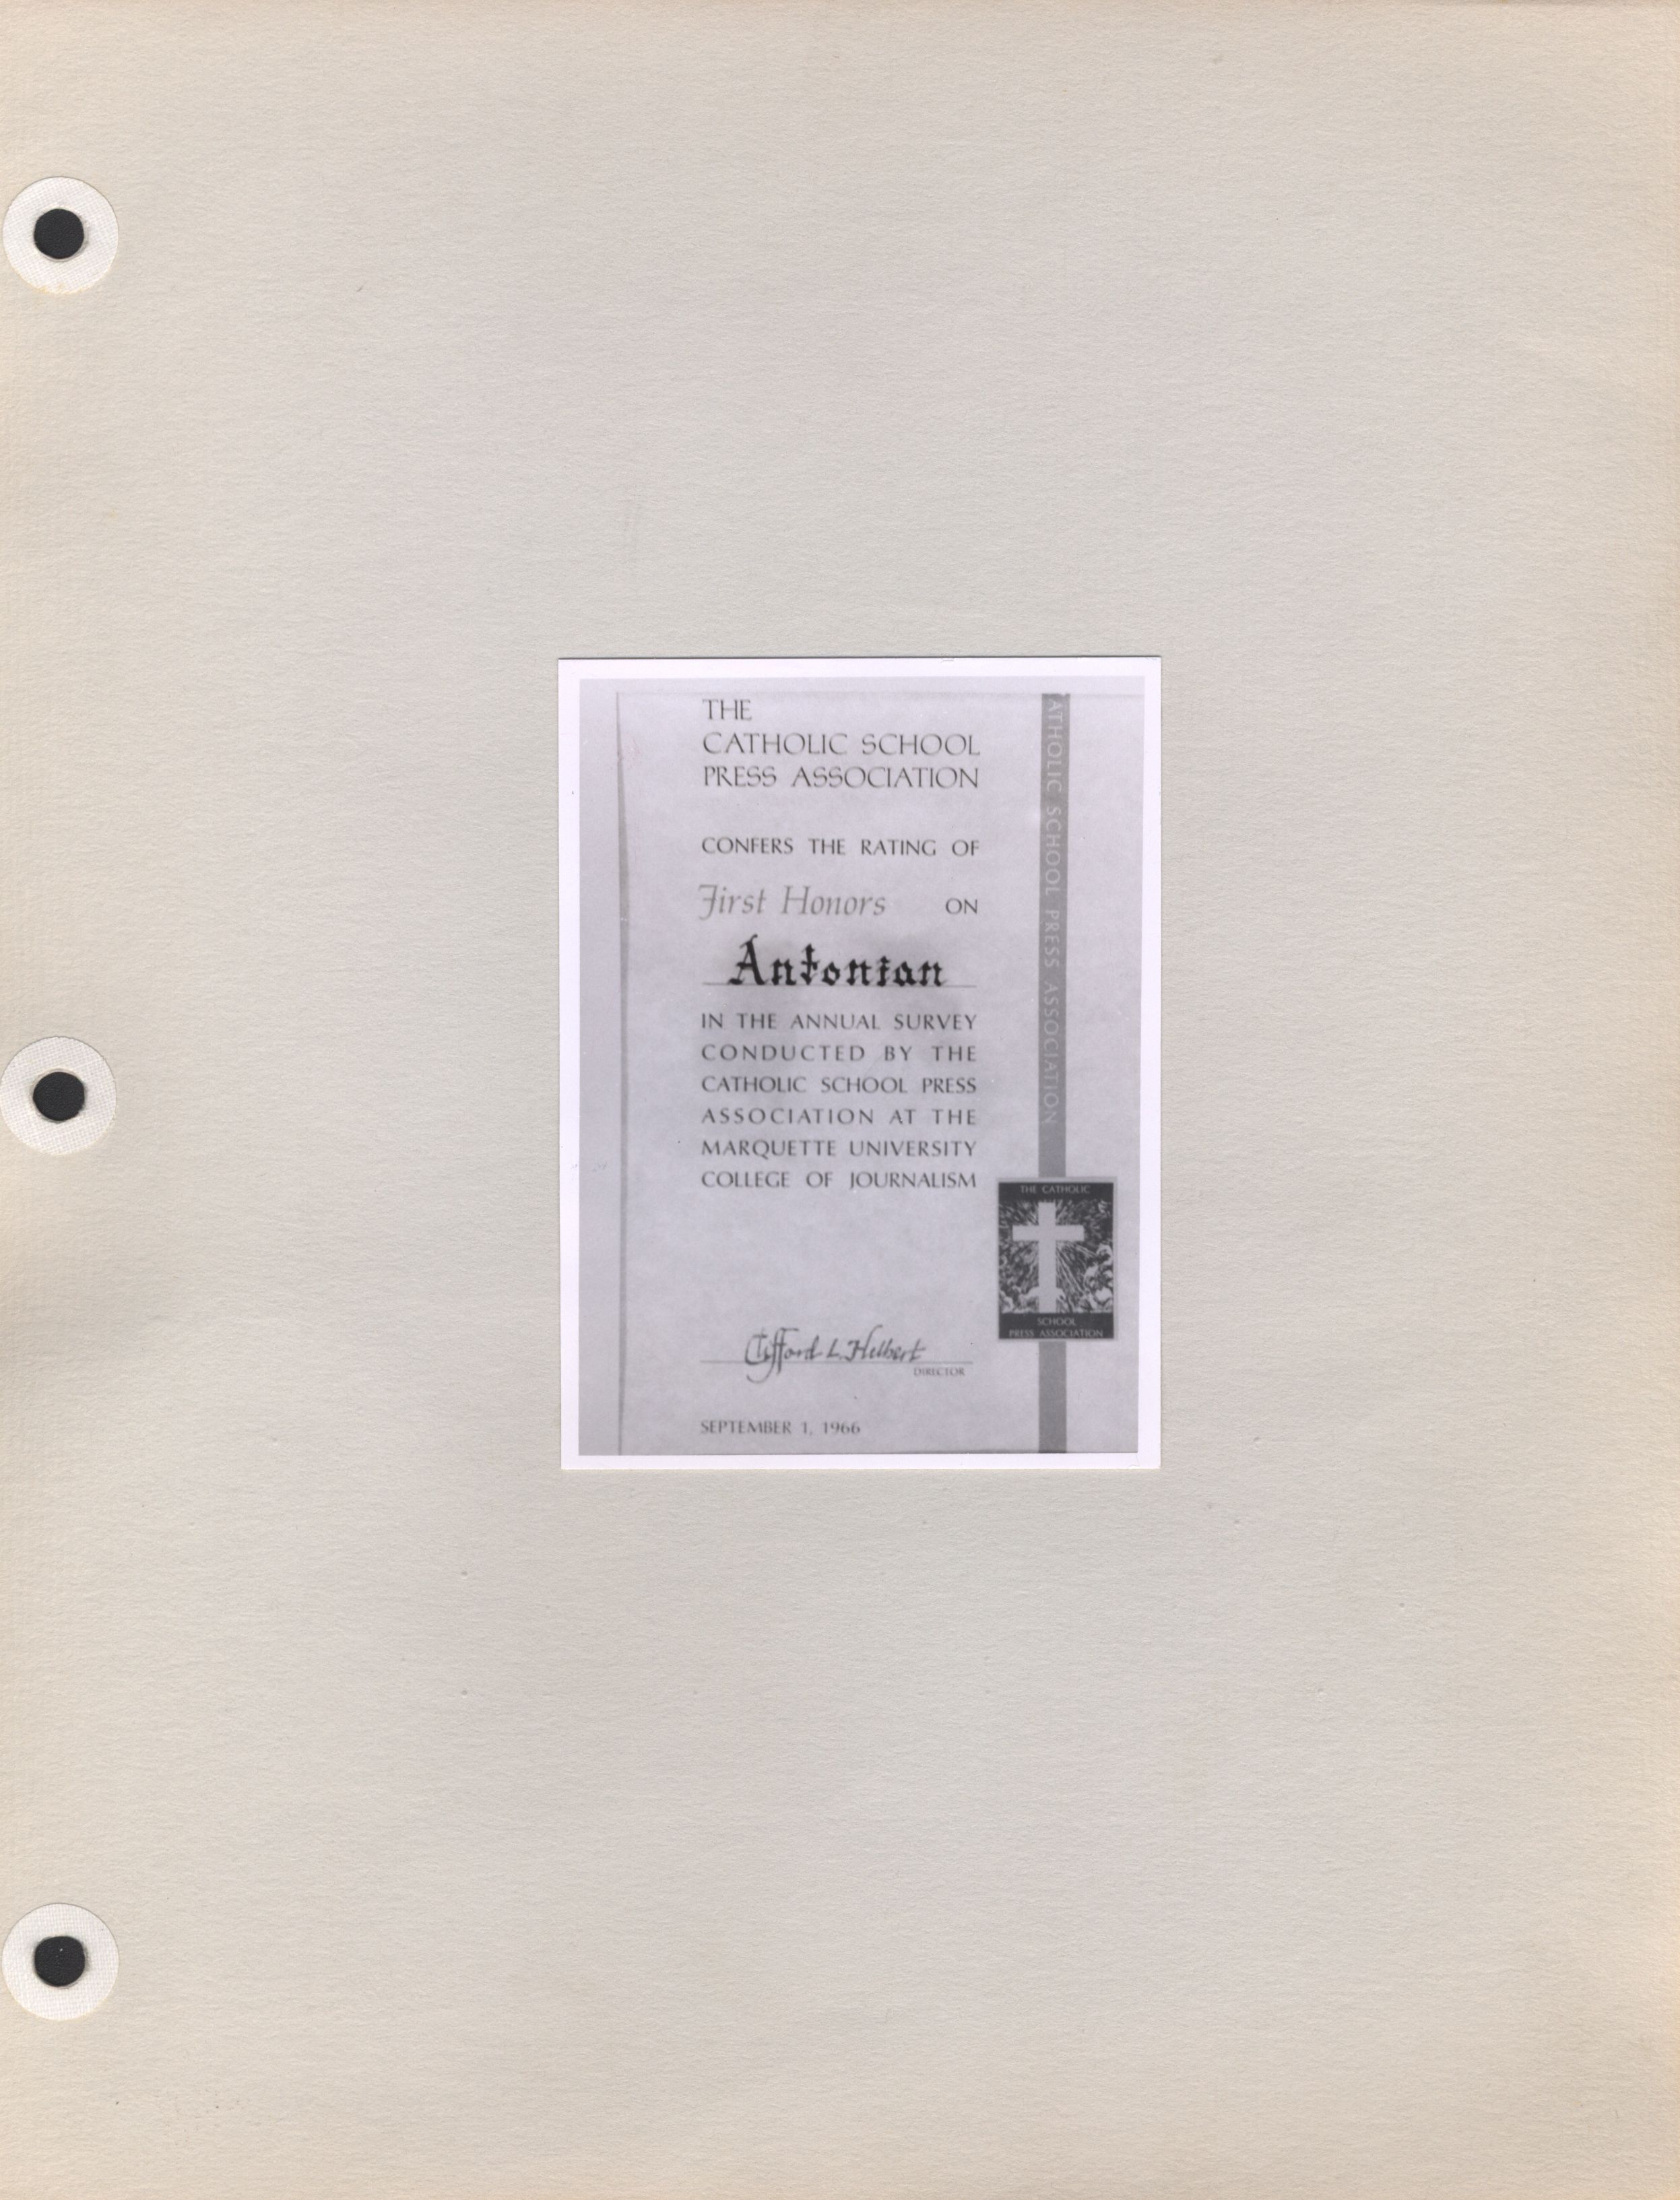 THE
CATHOLIC SCHOOL
PRESS ASSOCIATION
CONFERS THE RATING OF
First Honors ON
Antonian
IN THE ANNUAL SURVEY
CONDUCTED BY THE
CATHOLIC SCHOOL PRESS
ASSOCIATION AT THE
MARQUETTE UNIVERSITY
COLLEGE OF JOURNALISM
Clifford L. Helbert
DIRECTOR
SEPTEMBER 1, 1966
ATHOLIC SCHOOL PRESS ASSOCIATION
THE CATHOLIC
SCHOOL
PRESS ASSOCIATION